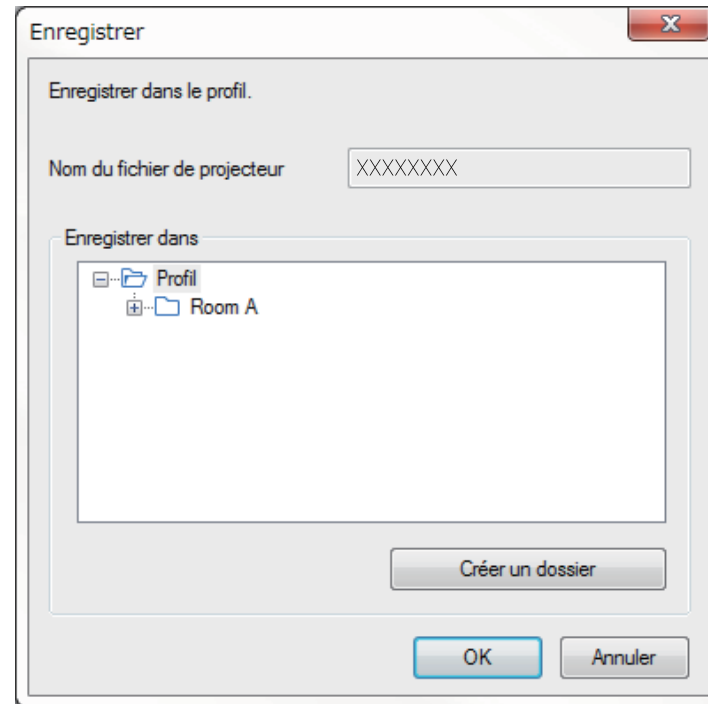 Enregistrer
Enregistrer dans le profil.
Nom du fichier de projecteur XXXXXXXX
Enregistrer dans
Profil
Room A
Créer un dossier
OK Annuler